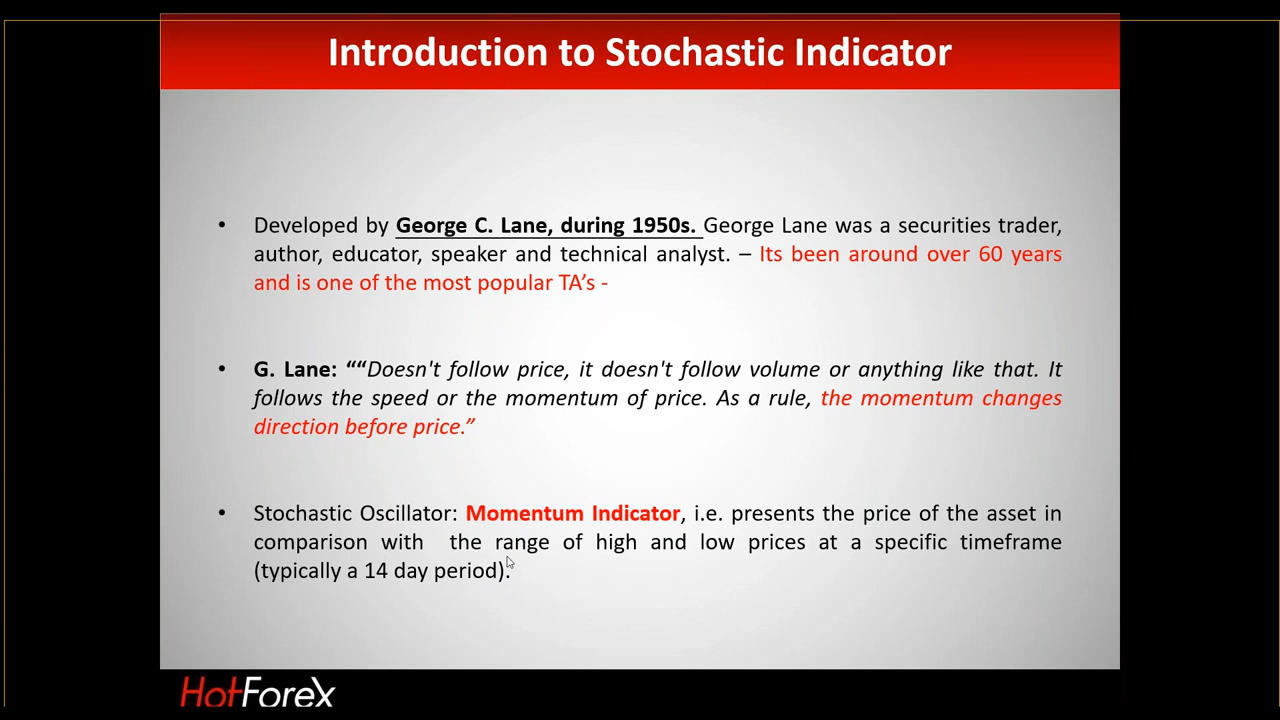 Introduction to Stochastic Indicator
• Developed by George C. Lane, during 1950s. George Lane was a securities trader,
author, educator, speaker and technical analyst. – Its been around over 60 years
and is one of the most popular TA’s -
• G. Lane: ““Doesn't follow price, it doesn't follow volume or anything like that. It
follows the speed or the momentum of price. As a rule, the momentum changes
direction before price.”
• Stochastic Oscillator: Momentum Indicator, i.e. presents the price of the asset in
comparison with the range of high and low prices at a specific timeframe
(typically a 14 day period).
HotForex